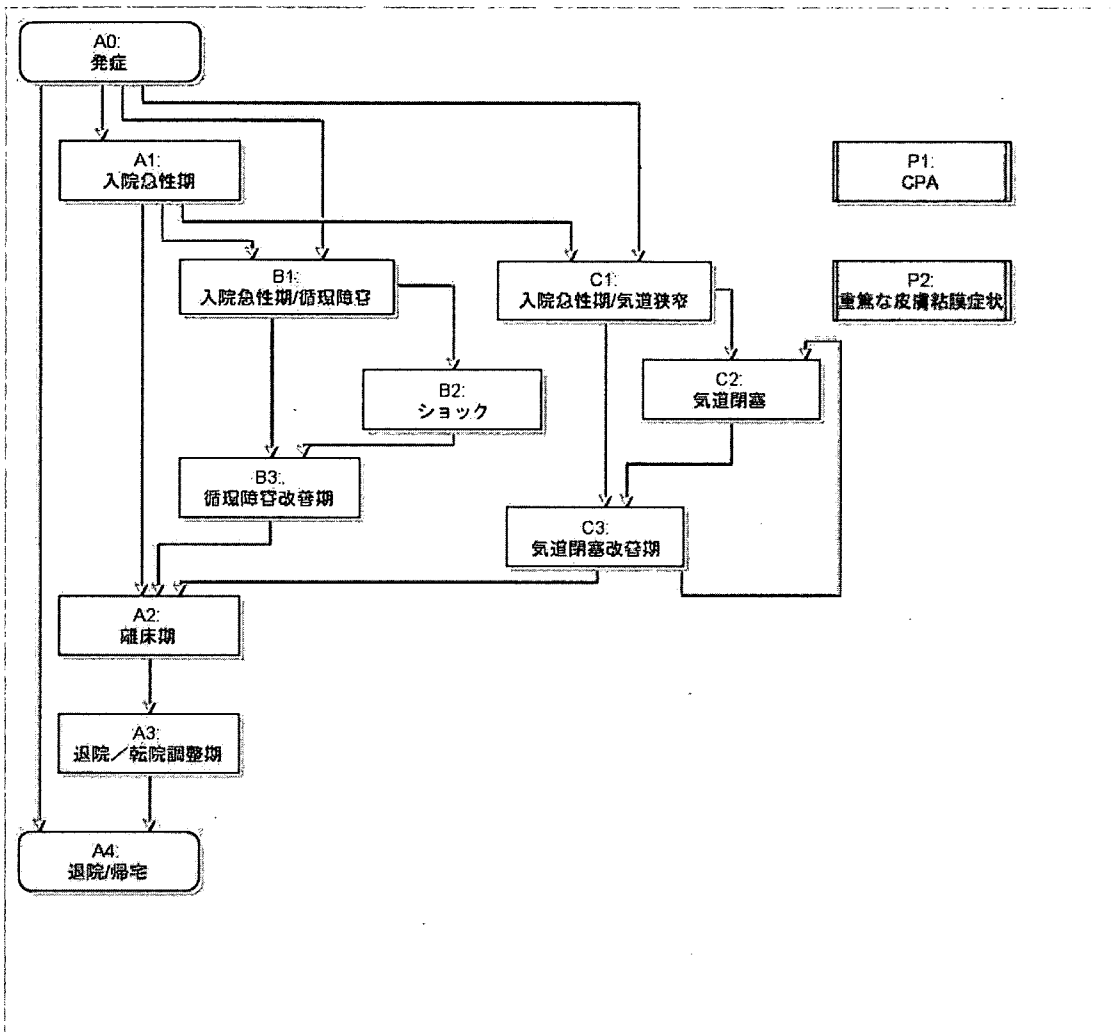 A0:
発症
A1:
入院急性期
P1:
CPA
B1:
入院急性期/循環障害
C1:
入院急性期/気道狭窄
P2:
重篤な皮膚粘膜症状
B2:
ショック
C2:
気道閉塞
B3:
循環障害改善期
C3:
気道閉塞改善期
A2:
離床期
A3:
退院/転院調整期
A4:
退院/帰宅